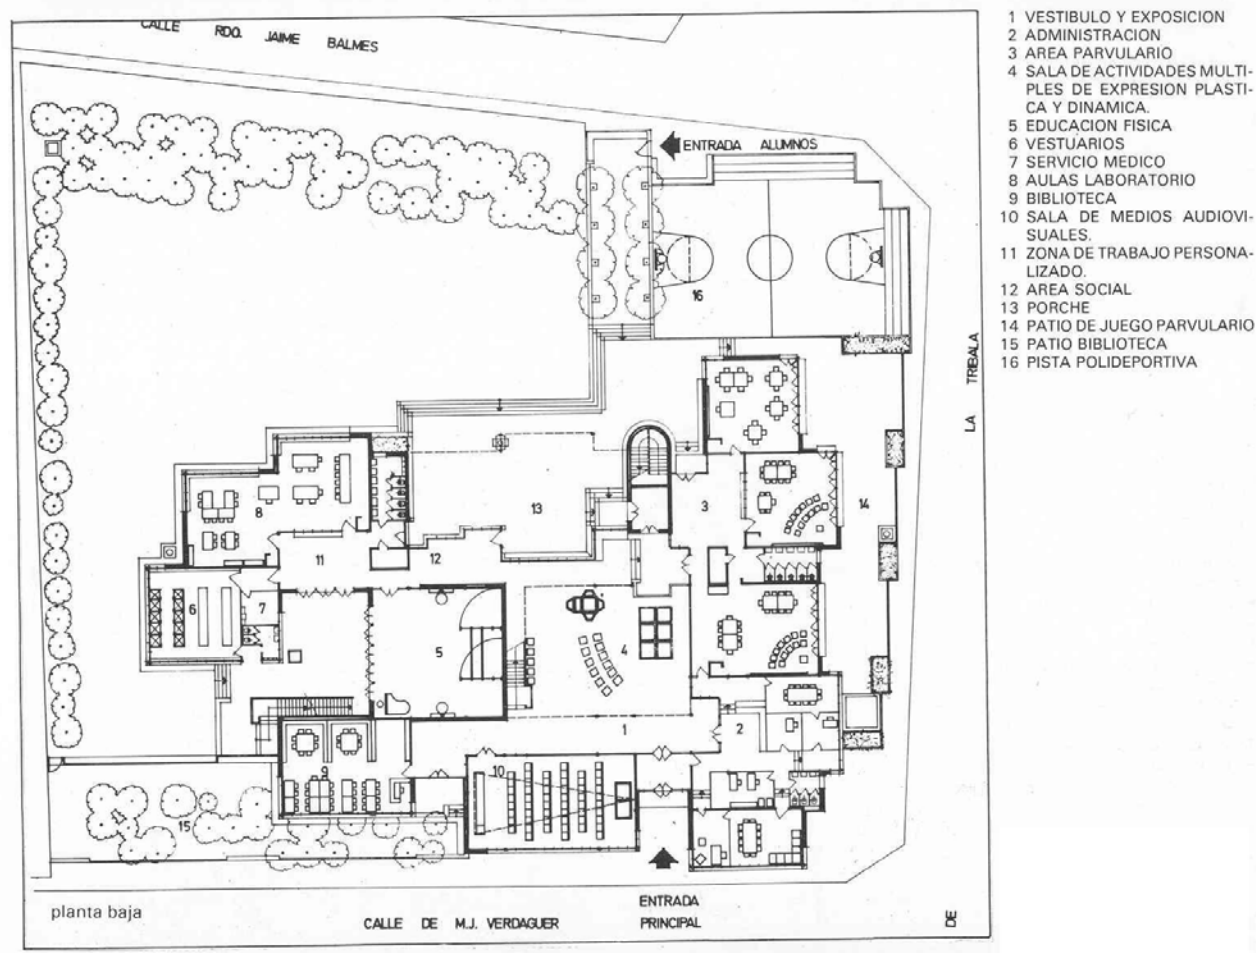 CALLE RDO. JAIME BALMES
ENTRADA ALUMNOS
16
LA TRIBALA
3
14
13
8
11
12
6
7
5
4
1
2
9
10
15
ENTRADA
PRINCIPAL
planta baja
CALLE DE M.J. VERDAGUER
DE
1 VESTIBULO Y EXPOSICION
2 ADMINISTRACION
3 AREA PARVULARIO
4 SALA DE ACTIVIDADES MULTI-
PLES DE EXPRESION PLASTI-
CA Y DINAMICA.
5 EDUCACION FISICA
6 VESTUARIOS
7 SERVICIO MEDICO
8 AULAS LABORATORIO
9 BIBLIOTECA
10 SALA DE MEDIOS AUDIOVI-
SUALES.
11 ZONA DE TRABAJO PERSONA-
LIZADO.
12 AREA SOCIAL
13 PORCHE
14 PATIO DE JUEGO PARVULARIO
15 PATIO BIBLIOTECA
16 PISTA POLIDEPORTIVA